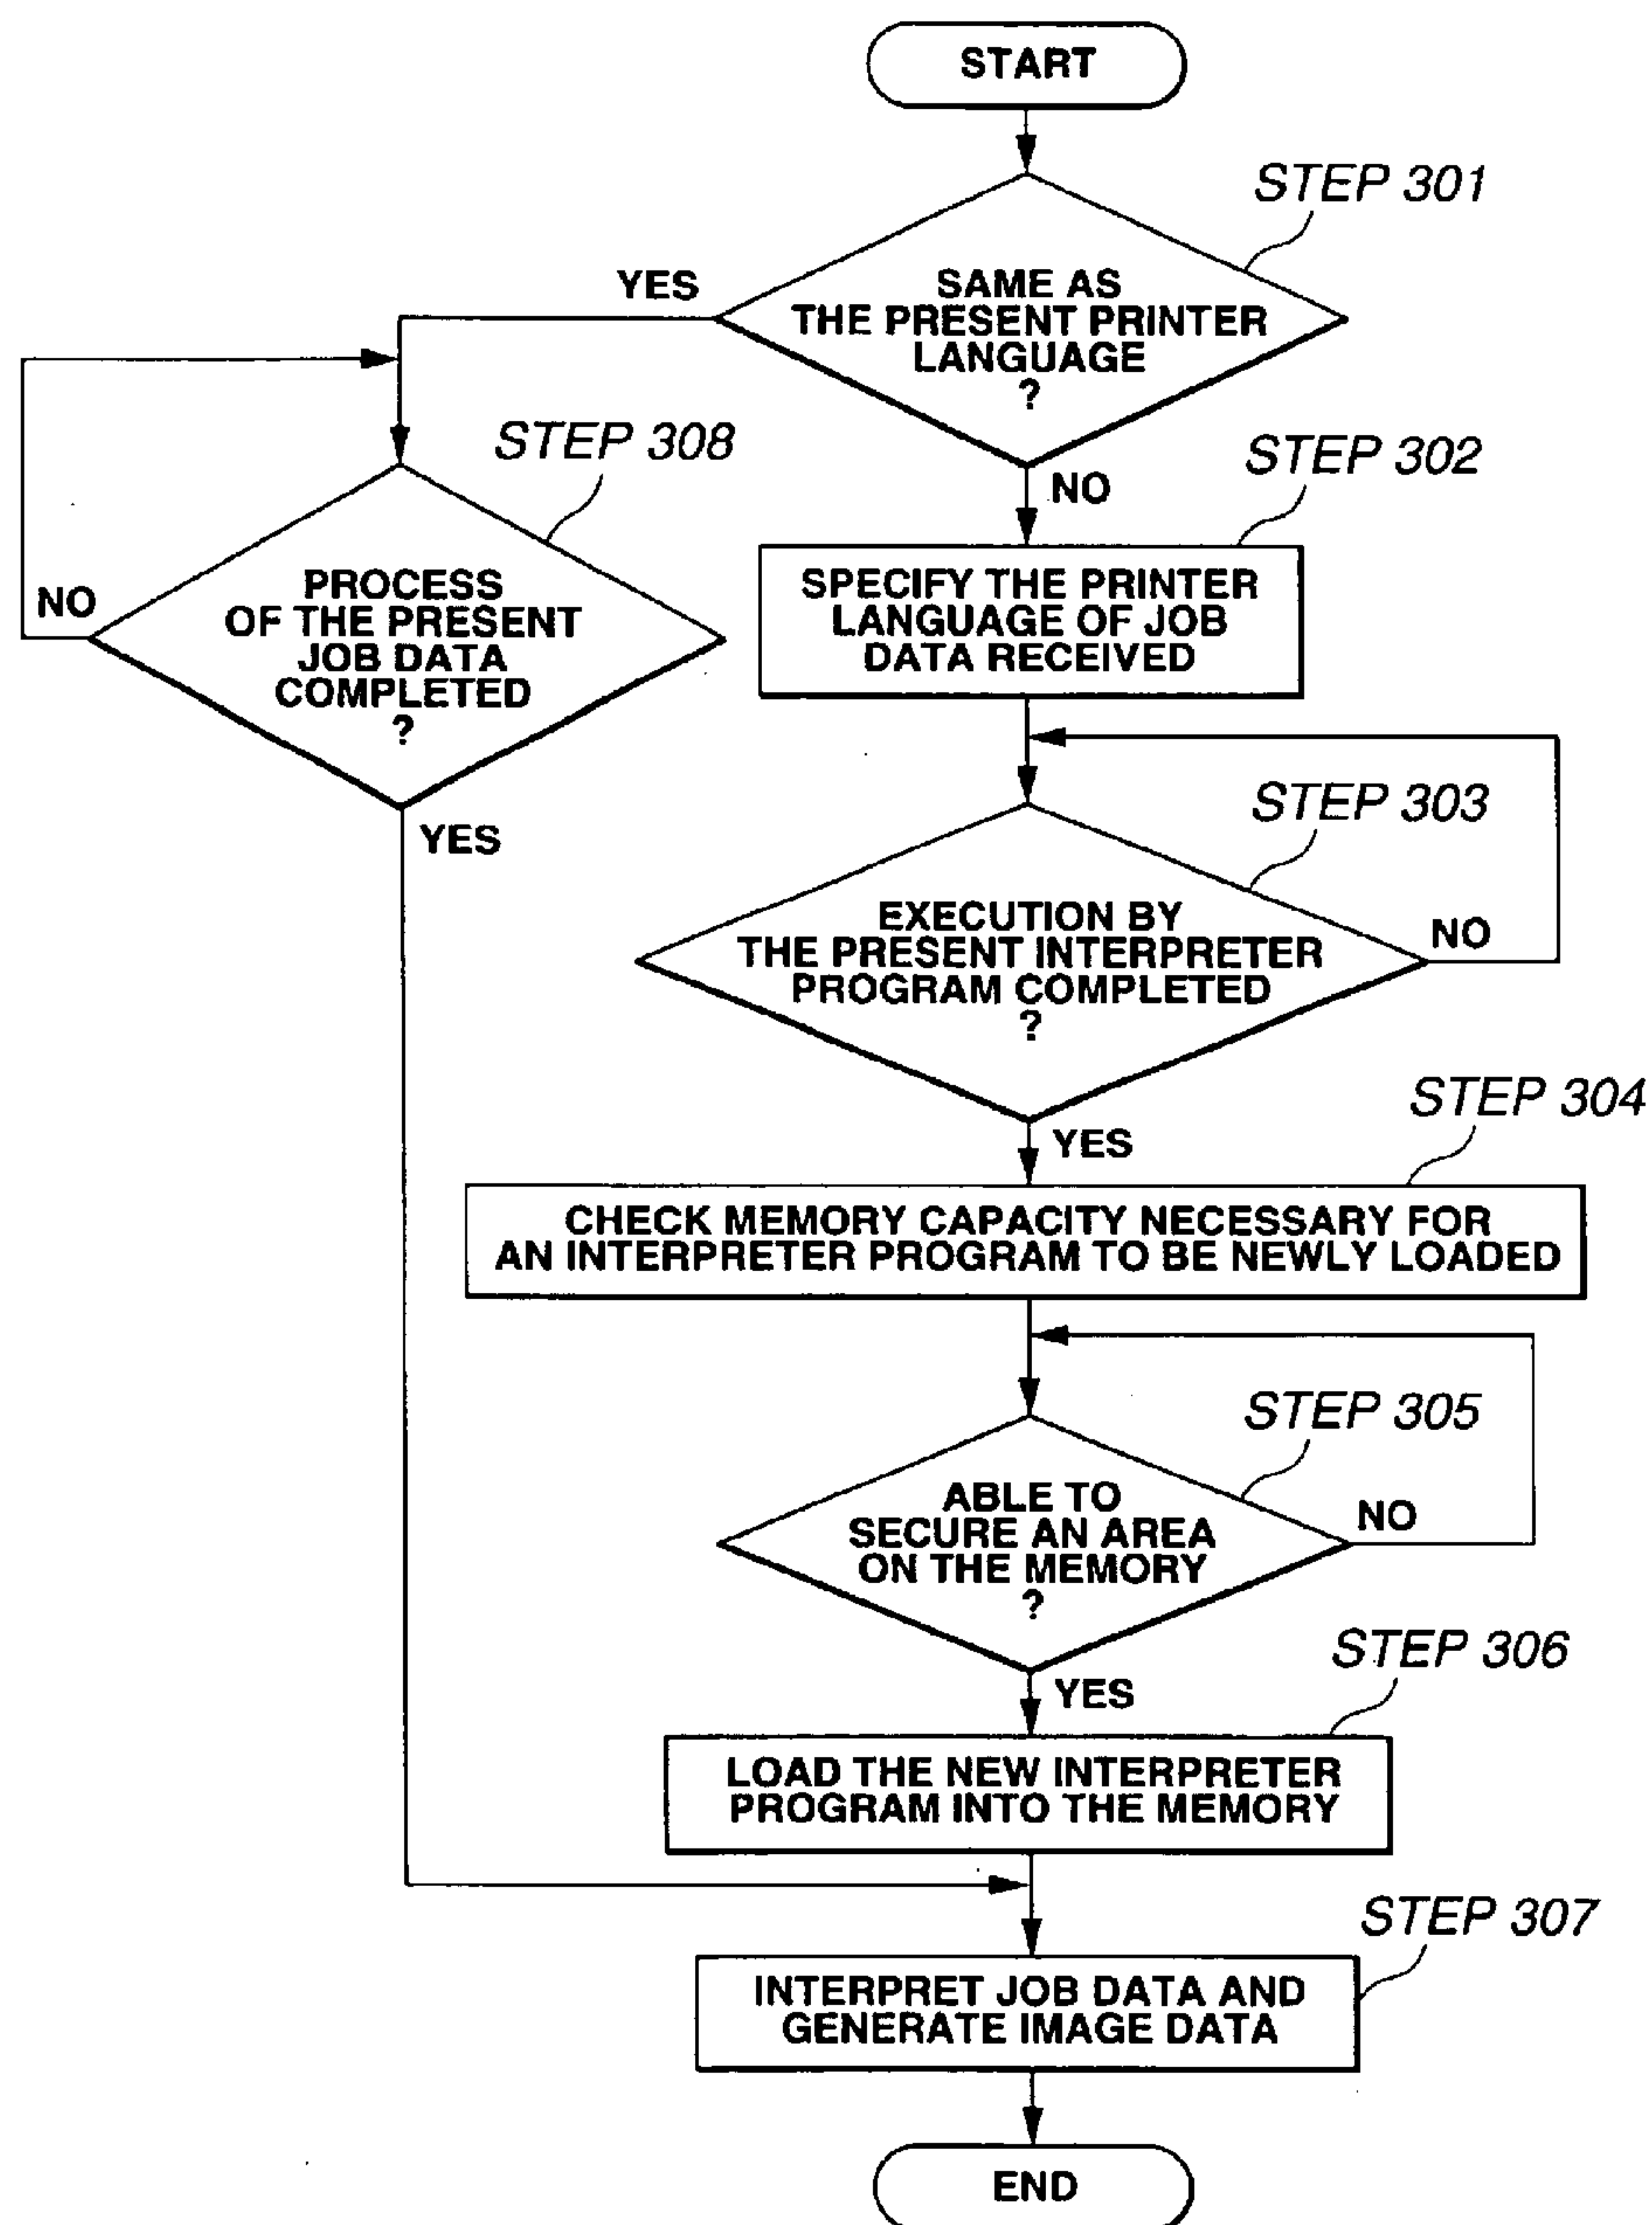 START
STEP 301
YES
SAME AS
THE PRESENT PRINTER
LANGUAGE
?
NO
STEP 308
PROCESS
OF THE PRESENT
JOB DATA
COMPLETED
?
NO
YES
STEP 302
SPECIFY THE PRINTER
LANGUAGE OF JOB
DATA RECEIVED
STEP 303
EXECUTION BY
THE PRESENT INTERPRETER
PROGRAM COMPLETED
?
NO
YES
STEP 304
CHECK MEMORY CAPACITY NECESSARY FOR
AN INTERPRETER PROGRAM TO BE NEWLY LOADED
STEP 305
ABLE TO
SECURE AN AREA
ON THE MEMORY
?
NO
YES
STEP 306
LOAD THE NEW INTERPRETER
PROGRAM INTO THE MEMORY
STEP 307
INTERPRET JOB DATA AND
GENERATE IMAGE DATA
END